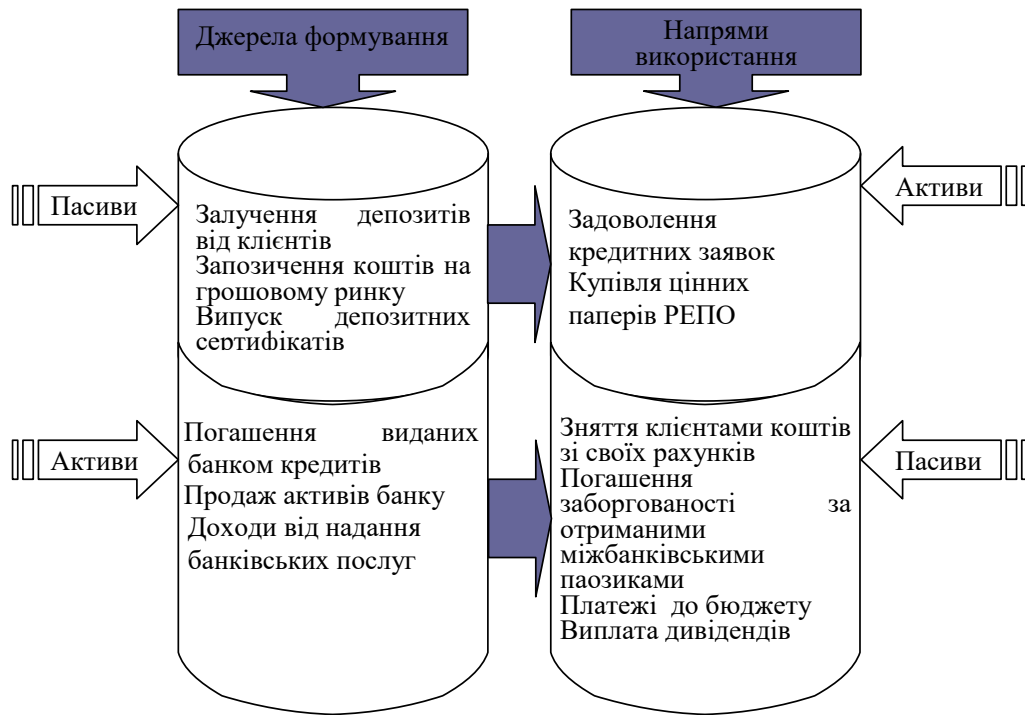 Джерела формування
Напрями
використання
Пасиви
Залучення депозитів
від клієнтів
Запозичення коштів на
грошовому ринку
Випуск депозитних
сертифікатів
Задоволення
кредитних заявок
Купівля цінних
паперів РЕПО
Активи
Активи
Погашення виданих
банком кредитів
Продаж активів банку
Доходи від надання
банківських послуг
Зняття клієнтами коштів
зі своїх рахунків
Погашення
заборгованості за
отриманими
міжбанківськими
паозиками
Платежі до бюджету
Виплата дивідендів
Пасиви